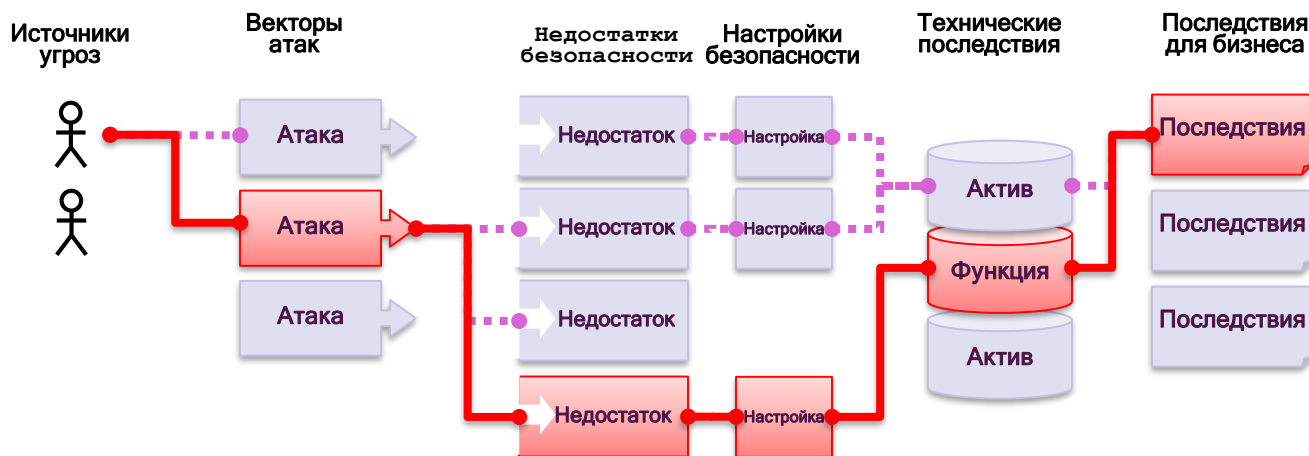 Источники
угроз
Векторы
атак
Недостатки
безопасности
Настройки
безопасности
Технические
последствия
Последствия
для бизнеса
Атака
Недостаток
Настройка
Последствия
Актив
Атака
Недостаток
Настройка
Последствия
Функция
Атака
Недостаток
Последствия
Актив
Недостаток
Настройка